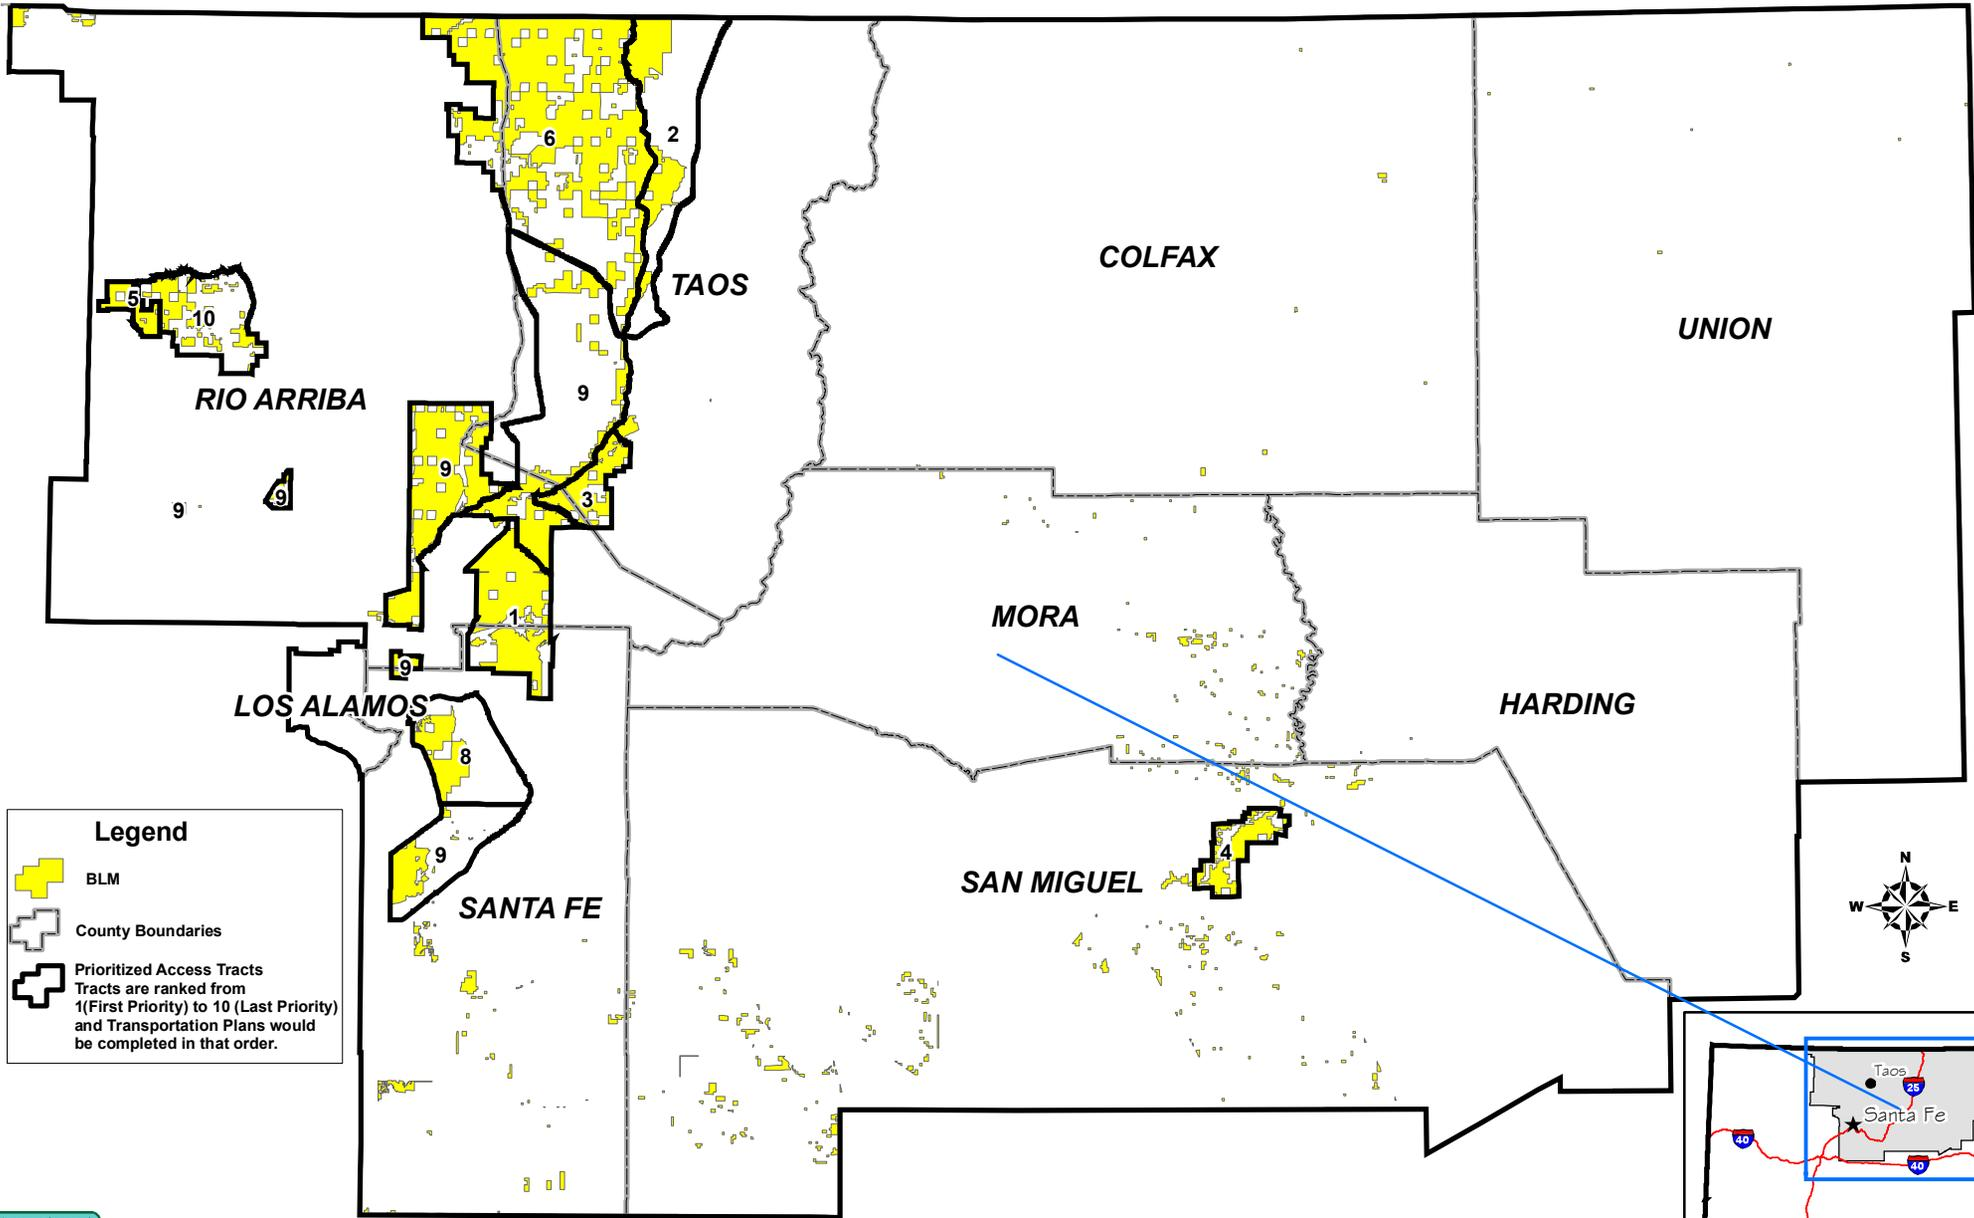 6
2
COLFAX
TAOS
5
10
UNION
RIO ARRIBA
9
9
9
9
3
MORA
1
9
LOS ALAMOS
HARDING
8
9
4
SAN MIGUEL
SANTA FE
Legend
BLM
County Boundaries
Prioritized Access Tracts
Tracts are ranked from
1(First Priority) to 10 (Last Priority)
and Transportation Plans would
be completed in that order.
N
W
E
S
Taos
25
Santa Fe
40
40